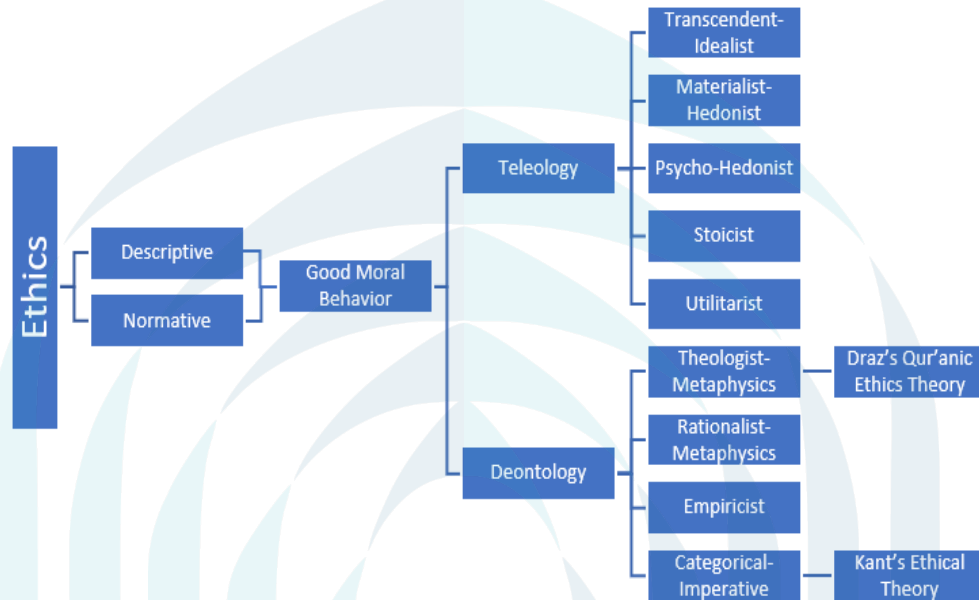 Ethics
Descriptive
Normative
Good Moral
Behavior
Teleology
Deontology
Transcendent-
Idealist
Materialist-
Hedonist
Psycho-Hedonist
Stoicist
Utilitarist
Theologist-
Metaphysics
Rationalist-
Metaphysics
Empiricist
Categorical-
Imperative
Draz's Qur'anic
Ethics Theory
Kant's Ethical
Theory